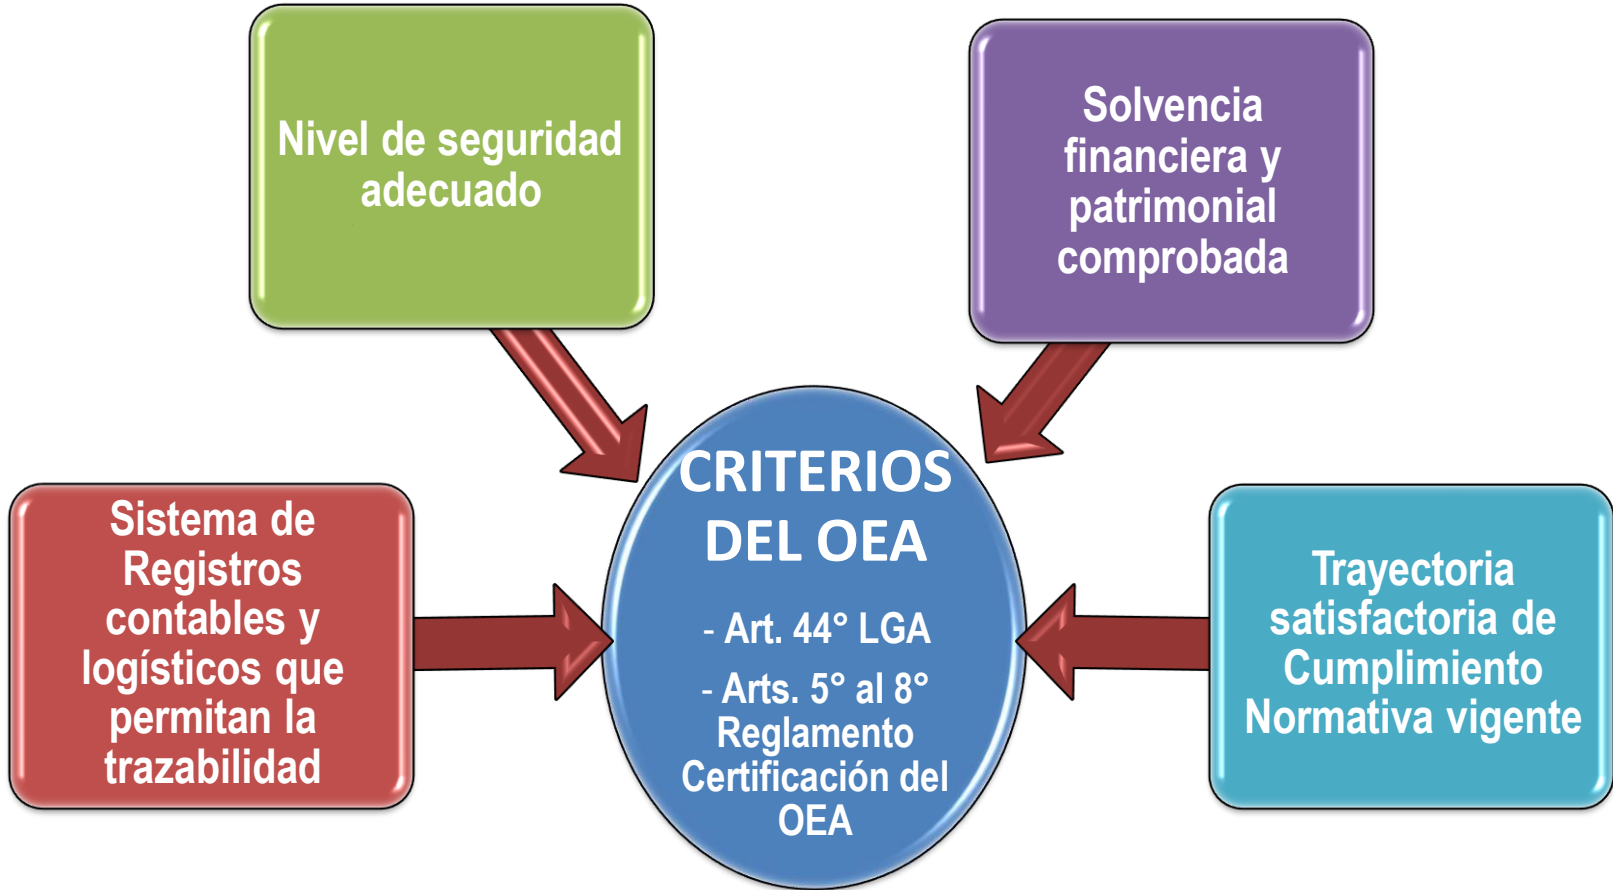 Nivel de seguridad
adecuado
Solvencia
financiera y
patrimonial
comprobada
Sistema de
Registros
contables y
logísticos que
permitan la
trazabilidad
CRITERIOS
DEL OEA
- Art. 44° LGA
- Arts. 5° al 8°
Reglamento
Certificación del
OEA
Trayectoria
satisfactoria de
Cumplimiento
Normativa vigente